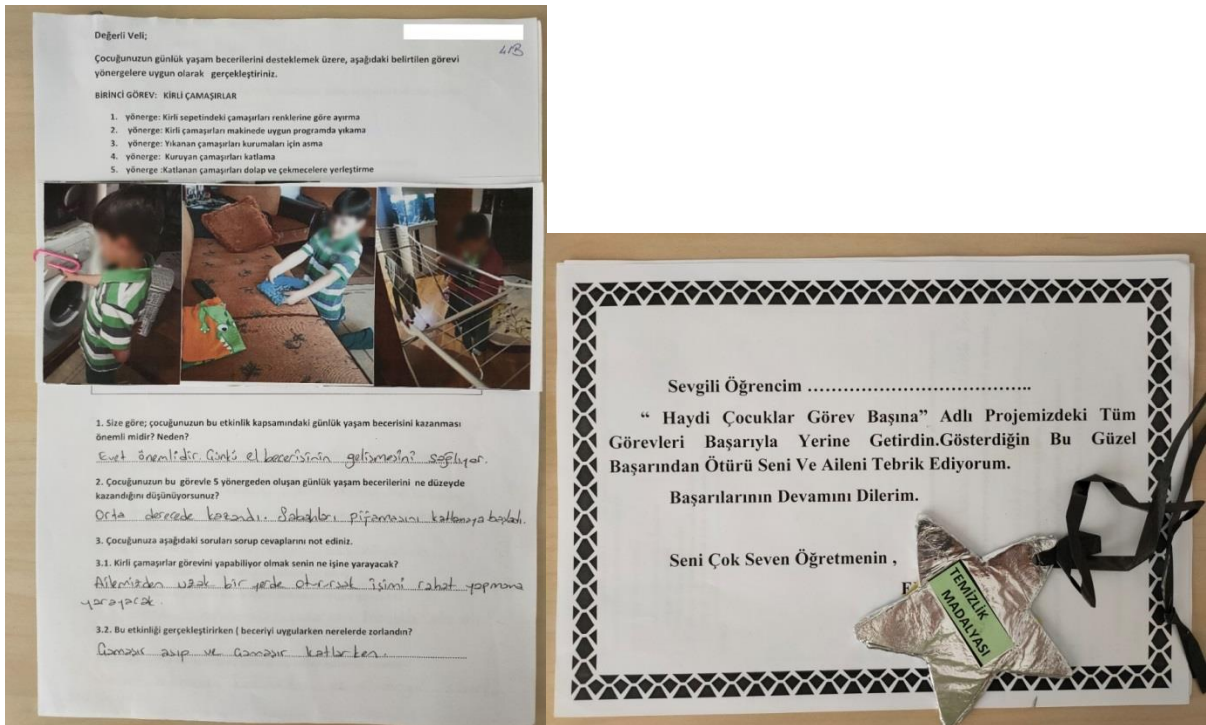 Değerli Veli;
41B
Çocuğunuzun günlük yaşam becerilerini desteklemek üzere, aşağıdaki belirtilen görevi
yönergelere uygun olarak gerçekleştiriniz.
BİRİNCİ GÖREV: KİRLİ ÇAMAŞIRLAR
1. yönerge: Kirli sepetindeki çamaşırları renklerine göre ayırma
2. yönerge: Kirli çamaşırları makinede uygun programda yıkama
3. yönerge: Yıkanan çamaşırları kurumaları için asma
4. yönerge: Kuruyan çamaşırları katlama
5. yönerge :Katlanan çamaşırları dolap ve çekmecelere yerleştirme
1. Size göre; çocuğunuzun bu etkinlik kapsamındaki günlük yaşam becerisini kazanması
önemli midir? Neden?
Evet önemlidir. Çünkü el becerisinin gelişmesini sağlıyor.
2. Çocuğunuzun bu görevle 5 yönergeden oluşan günlük yaşam becerilerini ne düzeyde
kazandığını düşünüyorsunuz?
Orta derecede kazandı. Sabahları pijamasını katlamaya başladı.
3. Çocuğunuza aşağıdaki soruları sorup cevaplarını not ediniz.
3.1. Kirli çamaşırlar görevini yapabiliyor olmak senin ne işine yarayacak?
Ailemizden uzak bir yerde oturursak işimi rahat yapmama
yarayacak.
3.2. Bu etkinliği gerçekleştirirken ( beceriyi uygularken nerelerde zorlandın?
Çamaşır asıp ve çamaşır katlarken.
Sevgili Öğrencim ........................................
“ Haydi Çocuklar Görev Başına” Adlı Projemizdeki Tüm
Görevleri Başarıyla Yerine Getirdin.Gösterdiğin Bu Güzel
Başarından Ötürü Seni Ve Aileni Tebrik Ediyorum.
Başarılarının Devamını Dilerim.
Seni Çok Seven Öğretmenin ,
TEMİZLİK
MADALYASI